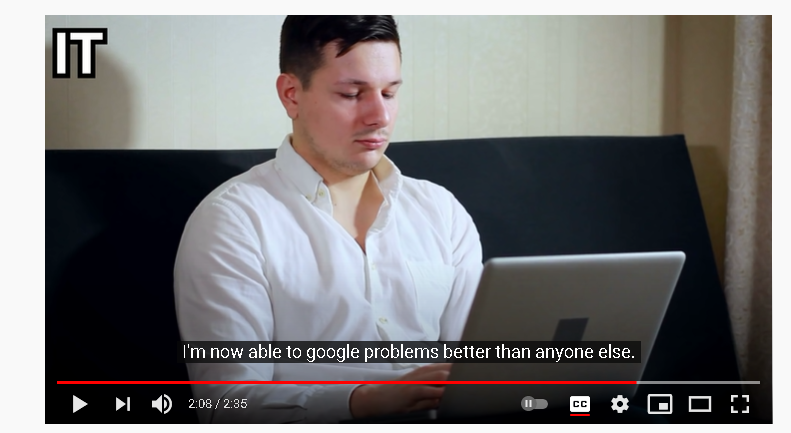 IT
I'm now able to google problems better than anyone else.
2:08 / 2:35
CC